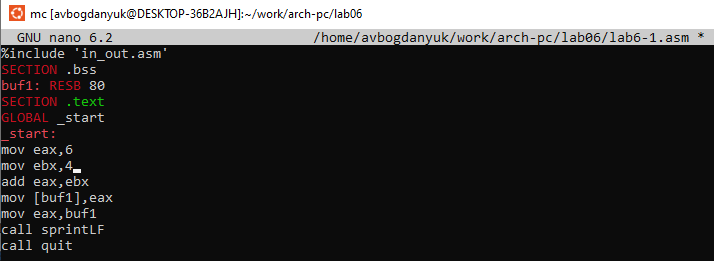 mc [avbogdanyuk@DESKTOP-36B2AJH]:~/work/arch-pc/lab06
GNU nano 6.2 /home/avbogdanyuk/work/arch-pc/lab06/lab6-1.asm *
%include 'in_out.asm'
SECTION .bss
buf1: RESB 80
SECTION .text
GLOBAL _start
_start:
mov eax,6
mov ebx,4
add eax,ebx
mov [buf1],eax
mov eax,buf1
call sprintLF
call quit